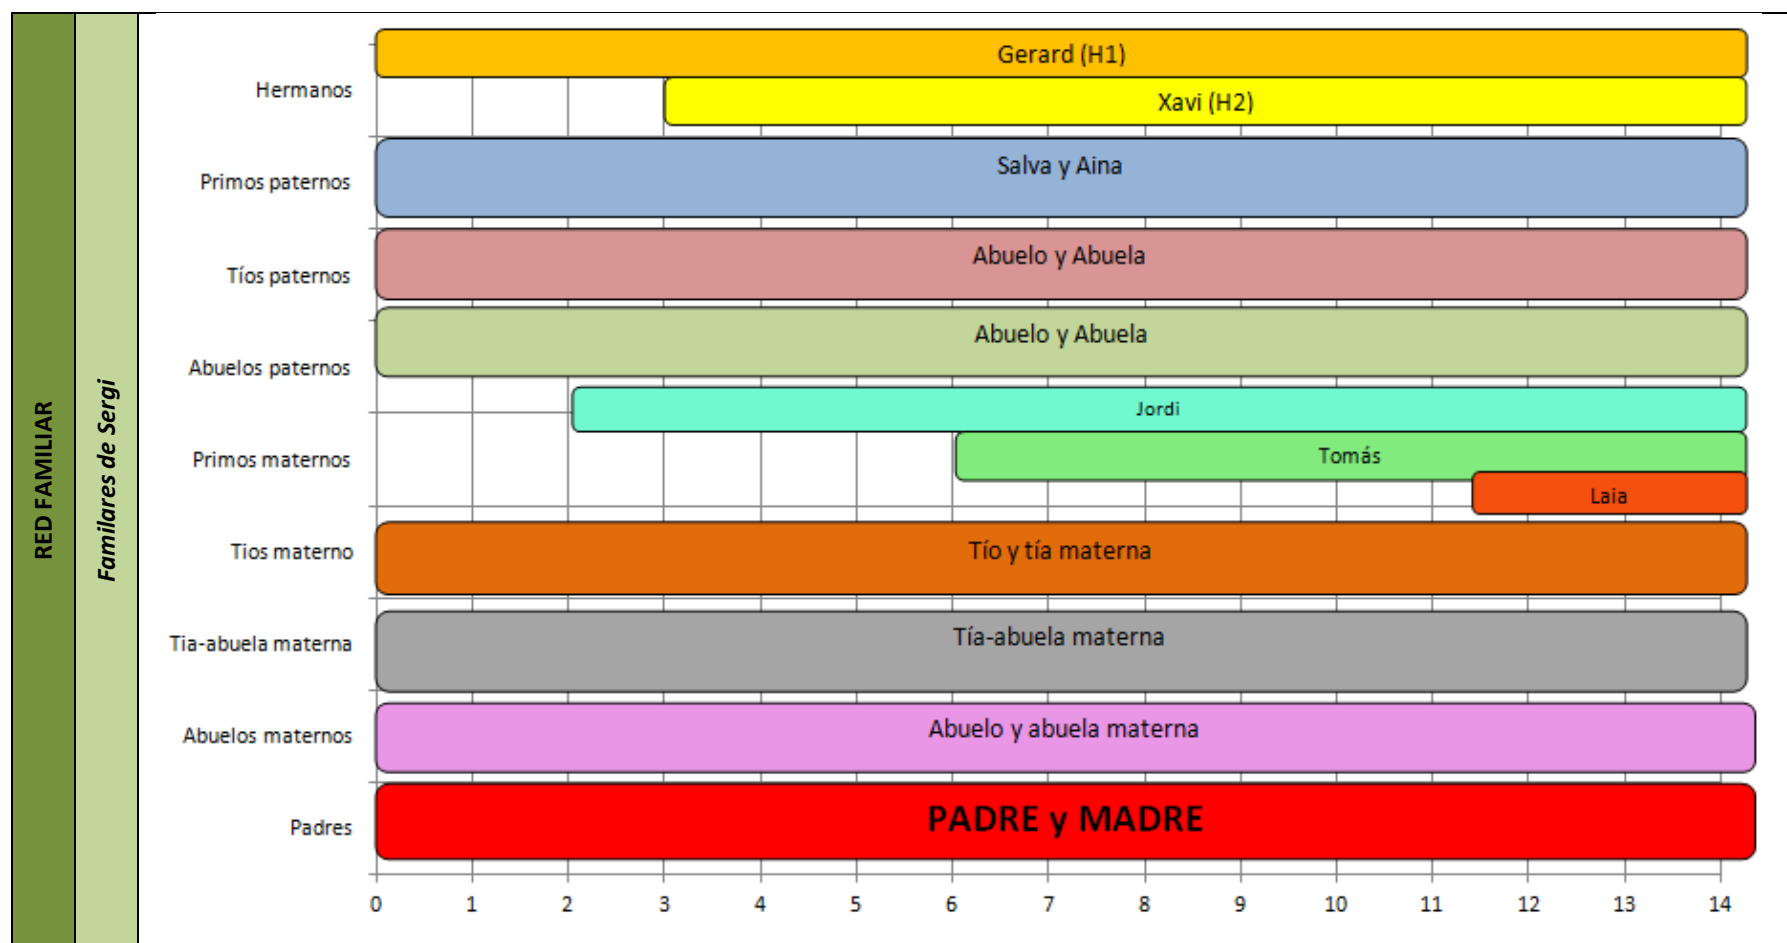 RED FAMILIAR
Familares de Sergi
Hermanos
Gerard (H1)
Xavi (H2)
Primos paternos
Salva y Aina
Tíos paternos
Abuelo y Abuela
Abuelos paternos
Abuelo y Abuela
Primos maternos
Jordi
Tomás
Laia
Tios materno
Tío y tía materna
Tia-abuela materna
Tía-abuela materna
Abuelos maternos
Abuelo y abuela materna
Padres
PADRE y MADRE
0 1 2 3 4 5 6 7 8 9 10 11 12 13 14